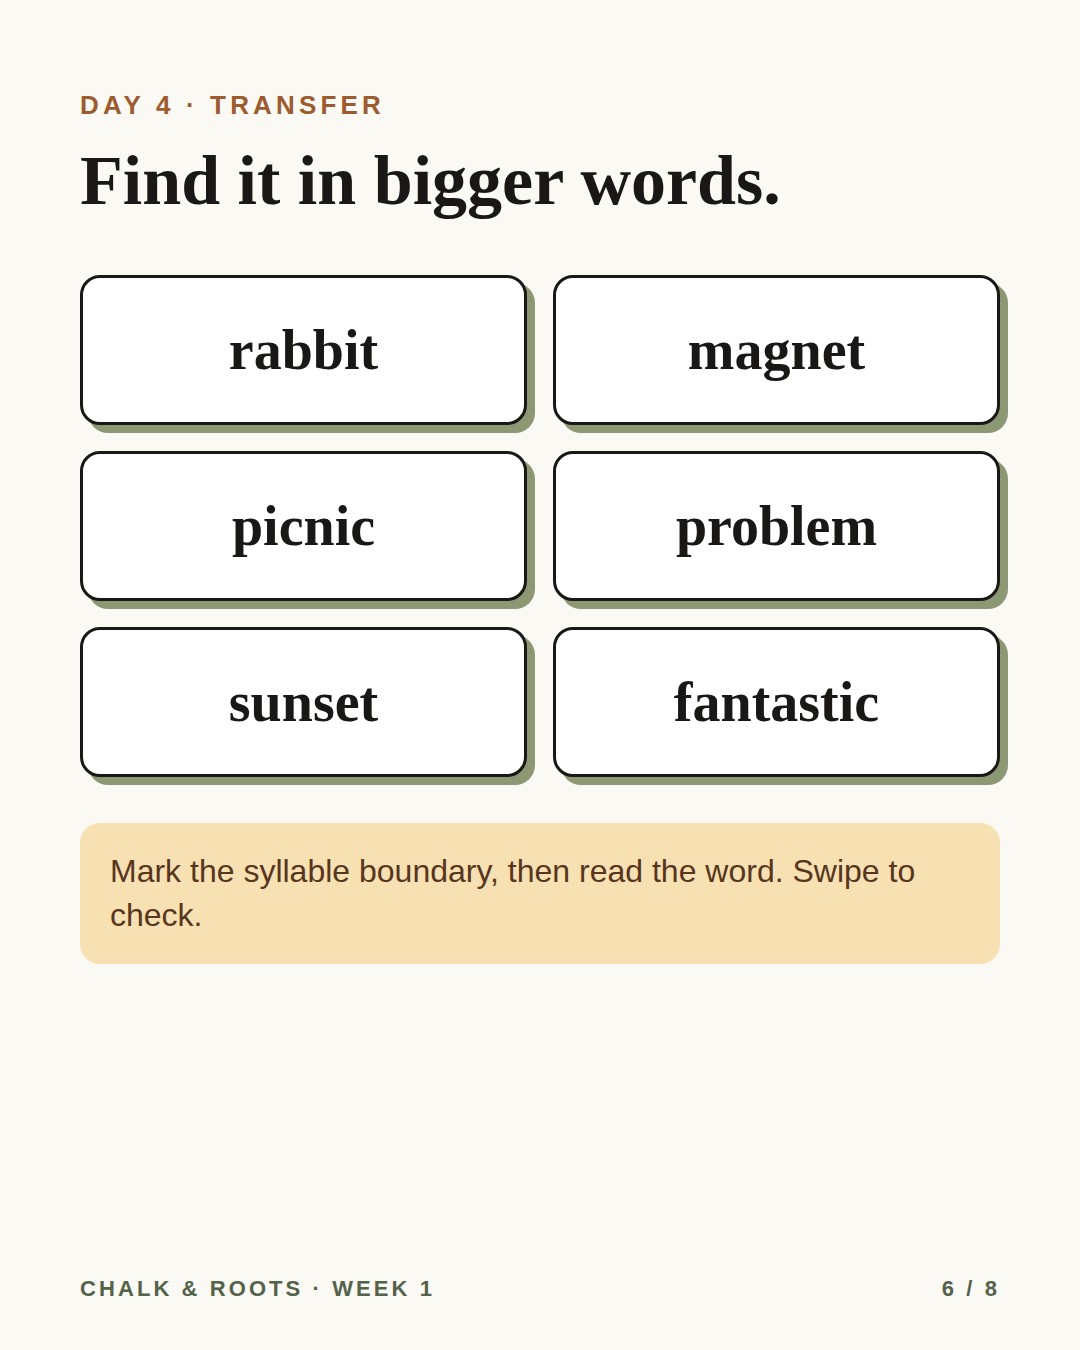 DAY 4 · TRANSFER
Find it in bigger words.
rabbit
magnet
picnic
problem
sunset
fantastic
Mark the syllable boundary, then read the word. Swipe to
check.
CHALK & ROOTS · WEEK 1
6 / 8